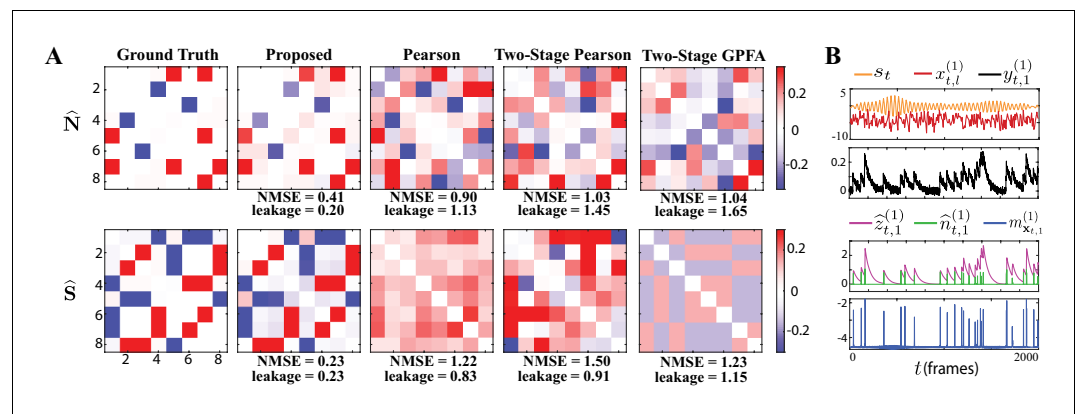 A
Ground Truth
Proposed
Pearson
Two-Stage Pearson
Two-Stage GPFA
N̂
2
4
6
8
0.2
0
-0.2
NMSE = 0.41
leakage = 0.20
NMSE = 0.90
leakage = 1.13
NMSE = 1.03
leakage = 1.45
NMSE = 1.04
leakage = 1.65
Ŝ
2
4
6
8
2 4 6 8
0.2
0
-0.2
NMSE = 0.23
leakage = 0.23
NMSE = 1.22
leakage = 0.83
NMSE = 1.50
leakage = 0.91
NMSE = 1.23
leakage = 1.15
B
s_t x_{t,l}^{(1)} y_{t,1}^{(1)}
5
-10
0.2
0
ẑ_{t,1}^{(1)} n̂_{t,1}^{(1)} m_{𝐱_{t,1}}^{(1)}
2
0
-2
-4
0 2000
t (frames)